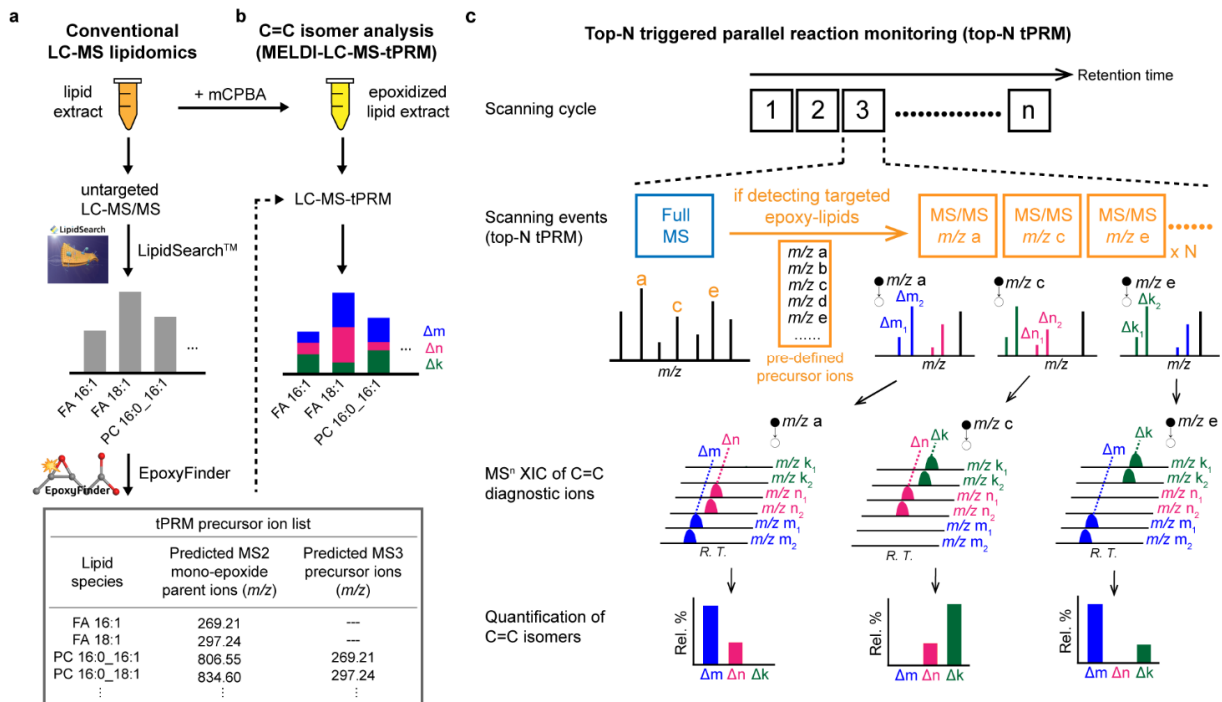 a
Conventional
LC-MS lipidomics
lipid
extract
+ mCPBA
untargeted
LC-MS/MS
LipidSearch
LipidSearch™
...
FA 16:1
FA 18:1
PC 16:0_16:1
EpoxyFinder
EpoxyFinder
b
C=C isomer analysis
(MELDI-LC-MS-tPRM)
epoxidized
lipid extract
LC-MS-tPRM
Δm
Δn
Δk
...
FA 16:1
FA 18:1
PC 16:0_16:1
tPRM precursor ion list
Lipid species	Predicted MS2 mono-epoxide parent ions (m/z)	Predicted MS3 precursor ions (m/z)
FA 16:1 269.21 ---
FA 18:1 297.24 ---
PC 16:0_16:1 806.55 269.21
PC 16:0_18:1 834.60 297.24
⋮ ⋮ ⋮
c
Top-N triggered parallel reaction monitoring (top-N tPRM)
Retention time
Scanning cycle
1 2 3 n
Scanning events
(top-N tPRM)
Full
MS
if detecting targeted
epoxy-lipids
m/z a
m/z b
m/z c
m/z d
m/z e
......
pre-defined
precursor ions
MS/MS
m/z a
MS/MS
m/z c
MS/MS
m/z e
x N
a c e
m/z
m/z a
Δm₂
Δm₁
m/z
m/z c
Δn₂
Δn₁
m/z
m/z e
Δk₂
Δk₁
m/z
MSⁿ XIC of C=C
diagnostic ions
m/z a
Δm
Δn
m/z k₁
m/z k₂
m/z n₁
m/z n₂
m/z m₁
m/z m₂
R. T.
m/z c
Δn
Δk
m/z k₁
m/z k₂
m/z n₁
m/z n₂
m/z m₁
m/z m₂
R. T.
m/z e
Δm
Δk
m/z k₁
m/z k₂
m/z n₁
m/z n₂
m/z m₁
m/z m₂
R. T.
Quantification of
C=C isomers
Rel. %
Δm Δn Δk
Rel. %
Δm Δn Δk
Rel. %
Δm Δn Δk